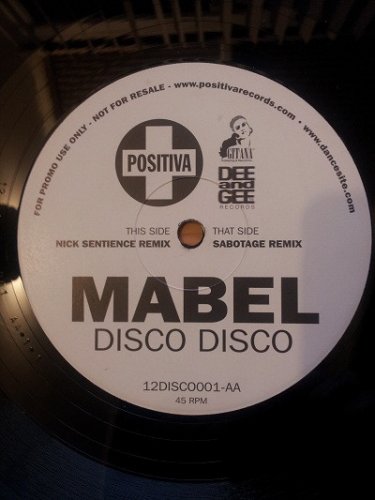 FOR PROMO USE ONLY - NOT FOR RESALE - www.positivarecords.com • www.dancesite.com •
POSITIVA
GITANA
DEE
and
GEE
RECORDS
THIS SIDE
NICK SENTIENCE REMIX
THAT SIDE
SABOTAGE REMIX
MABEL
DISCO DISCO
12DISCO001-AA
45 RPM